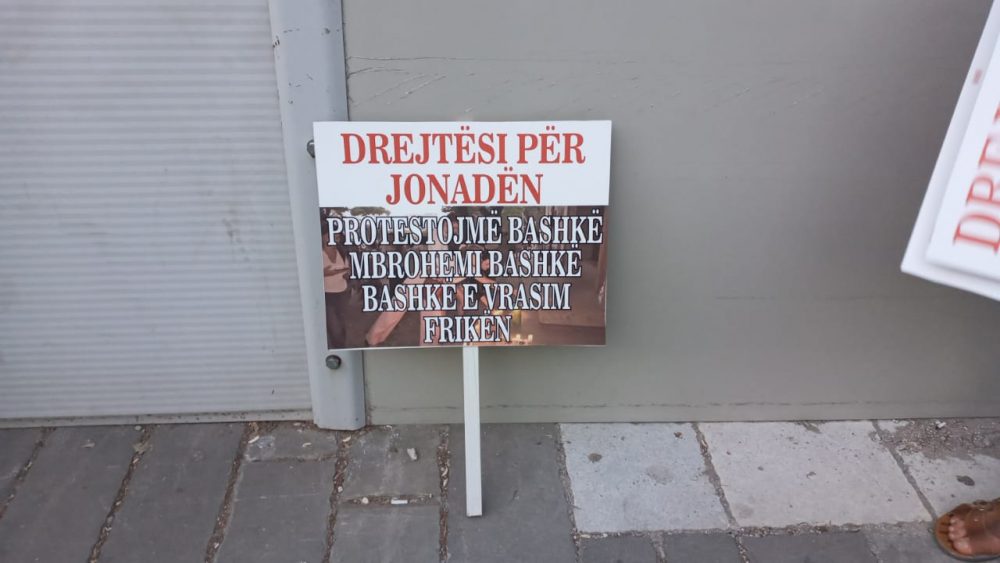 DREJTËSI PËR
JONADËN
PROTESTOJMË BASHKË
MBROHEMI BASHKË
BASHKË E VRASIM
FRIKËN